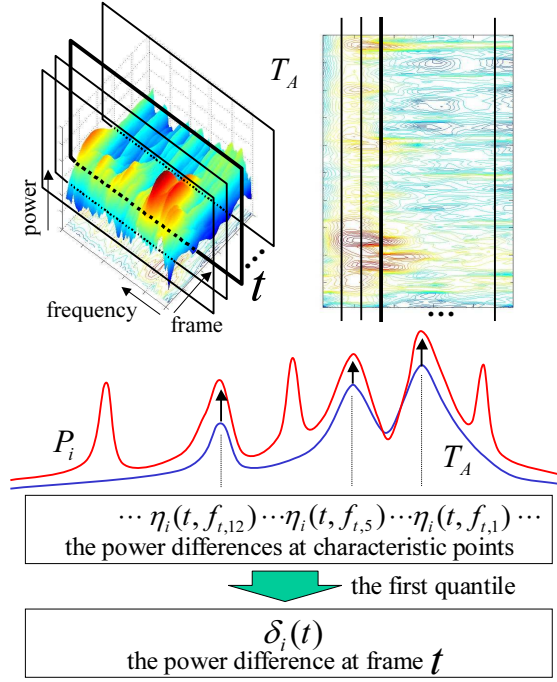 T_A
power
frequency
frame
t
•••
•••
P_i
T_A
⋯ η_i(t, f_{t,12}) ⋯ η_i(t, f_{t,5}) ⋯ η_i(t, f_{t,1}) ⋯
the power differences at characteristic points
the first quantile
δ_i(t)
the power difference at frame t